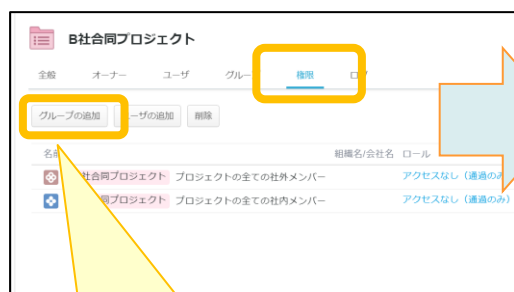 B社合同プロジェクト
全般 オーナー ユーザ グルー 権限
グループの追加 ーザの追加 削除
名前 組織名/会社名 ロール
社合同プロジェクト プロジェクトの全ての社外メンバー アクセスなし（通過のみ）
同プロジェクト プロジェクトの全ての社内メンバー アクセスなし（通過のみ）